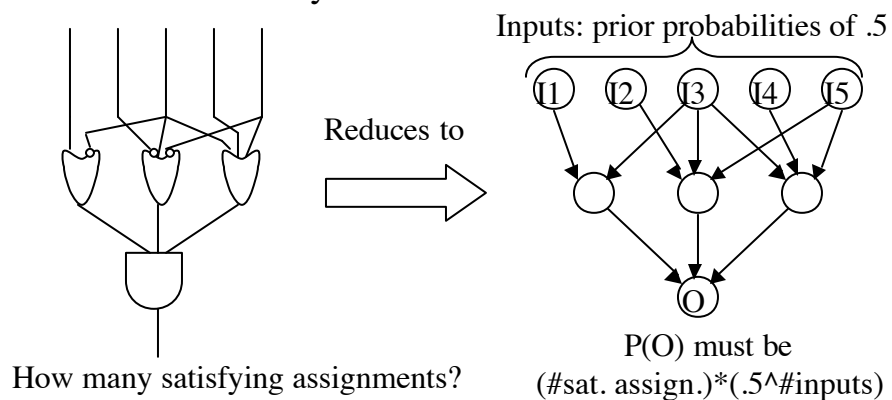 Inputs: prior probabilities of .5
I1 I2 I3 I4 I5
Reduces to
O
P(O) must be
How many satisfying assignments?
(#sat. assign.)*(.5^#inputs)